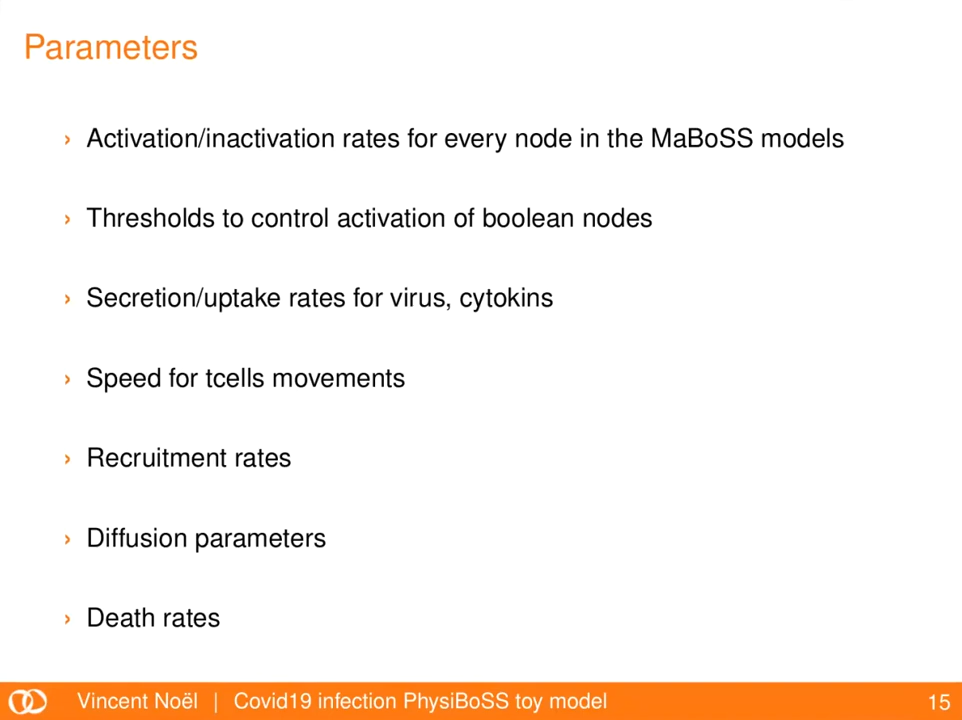 Parameters
› Activation/inactivation rates for every node in the MaBoSS models
› Thresholds to control activation of boolean nodes
› Secretion/uptake rates for virus, cytokins
› Speed for tcells movements
› Recruitment rates
› Diffusion parameters
› Death rates
Vincent Noël | Covid19 infection PhysiBoSS toy model 15